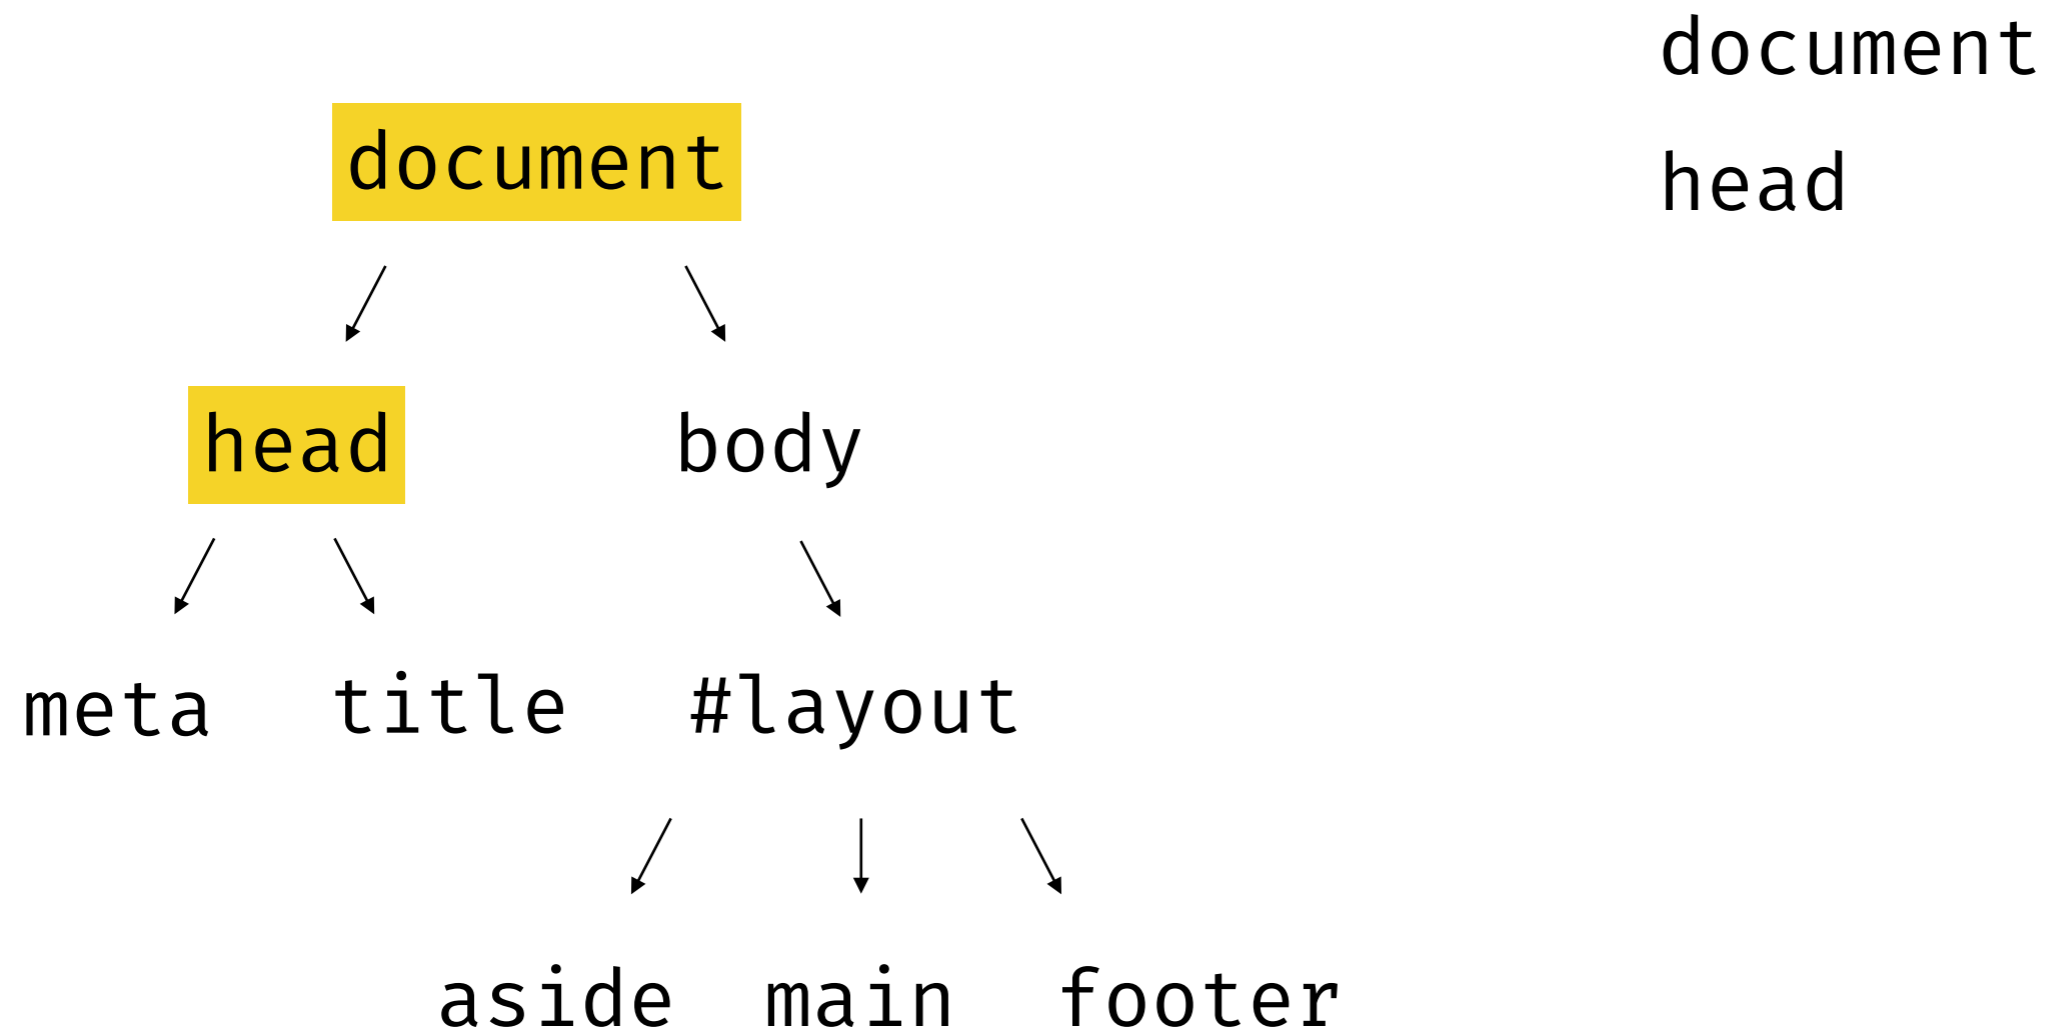 document
head
document
head body
meta title #layout
aside main footer